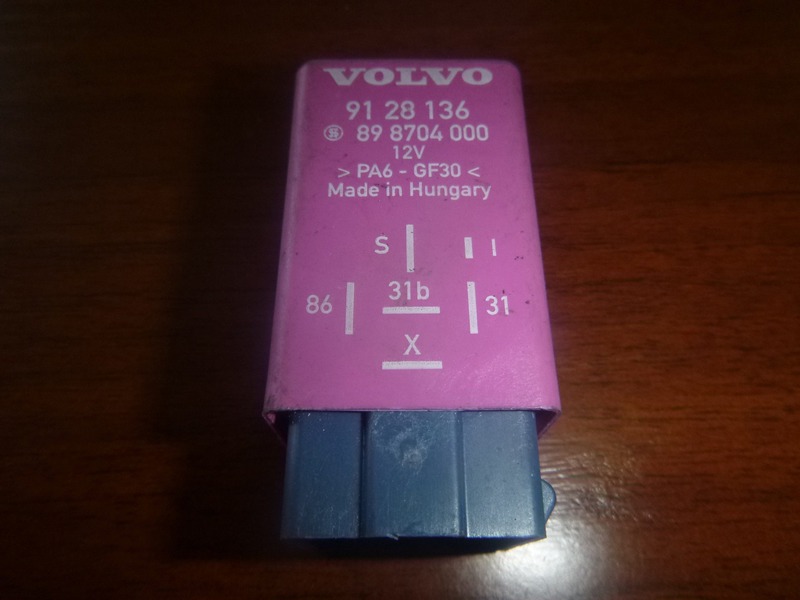 VOLVO
91 28 136
S 89 8704 000
12V
> PA6 - GF30 <
Made in Hungary
S I
86 31b 31
X